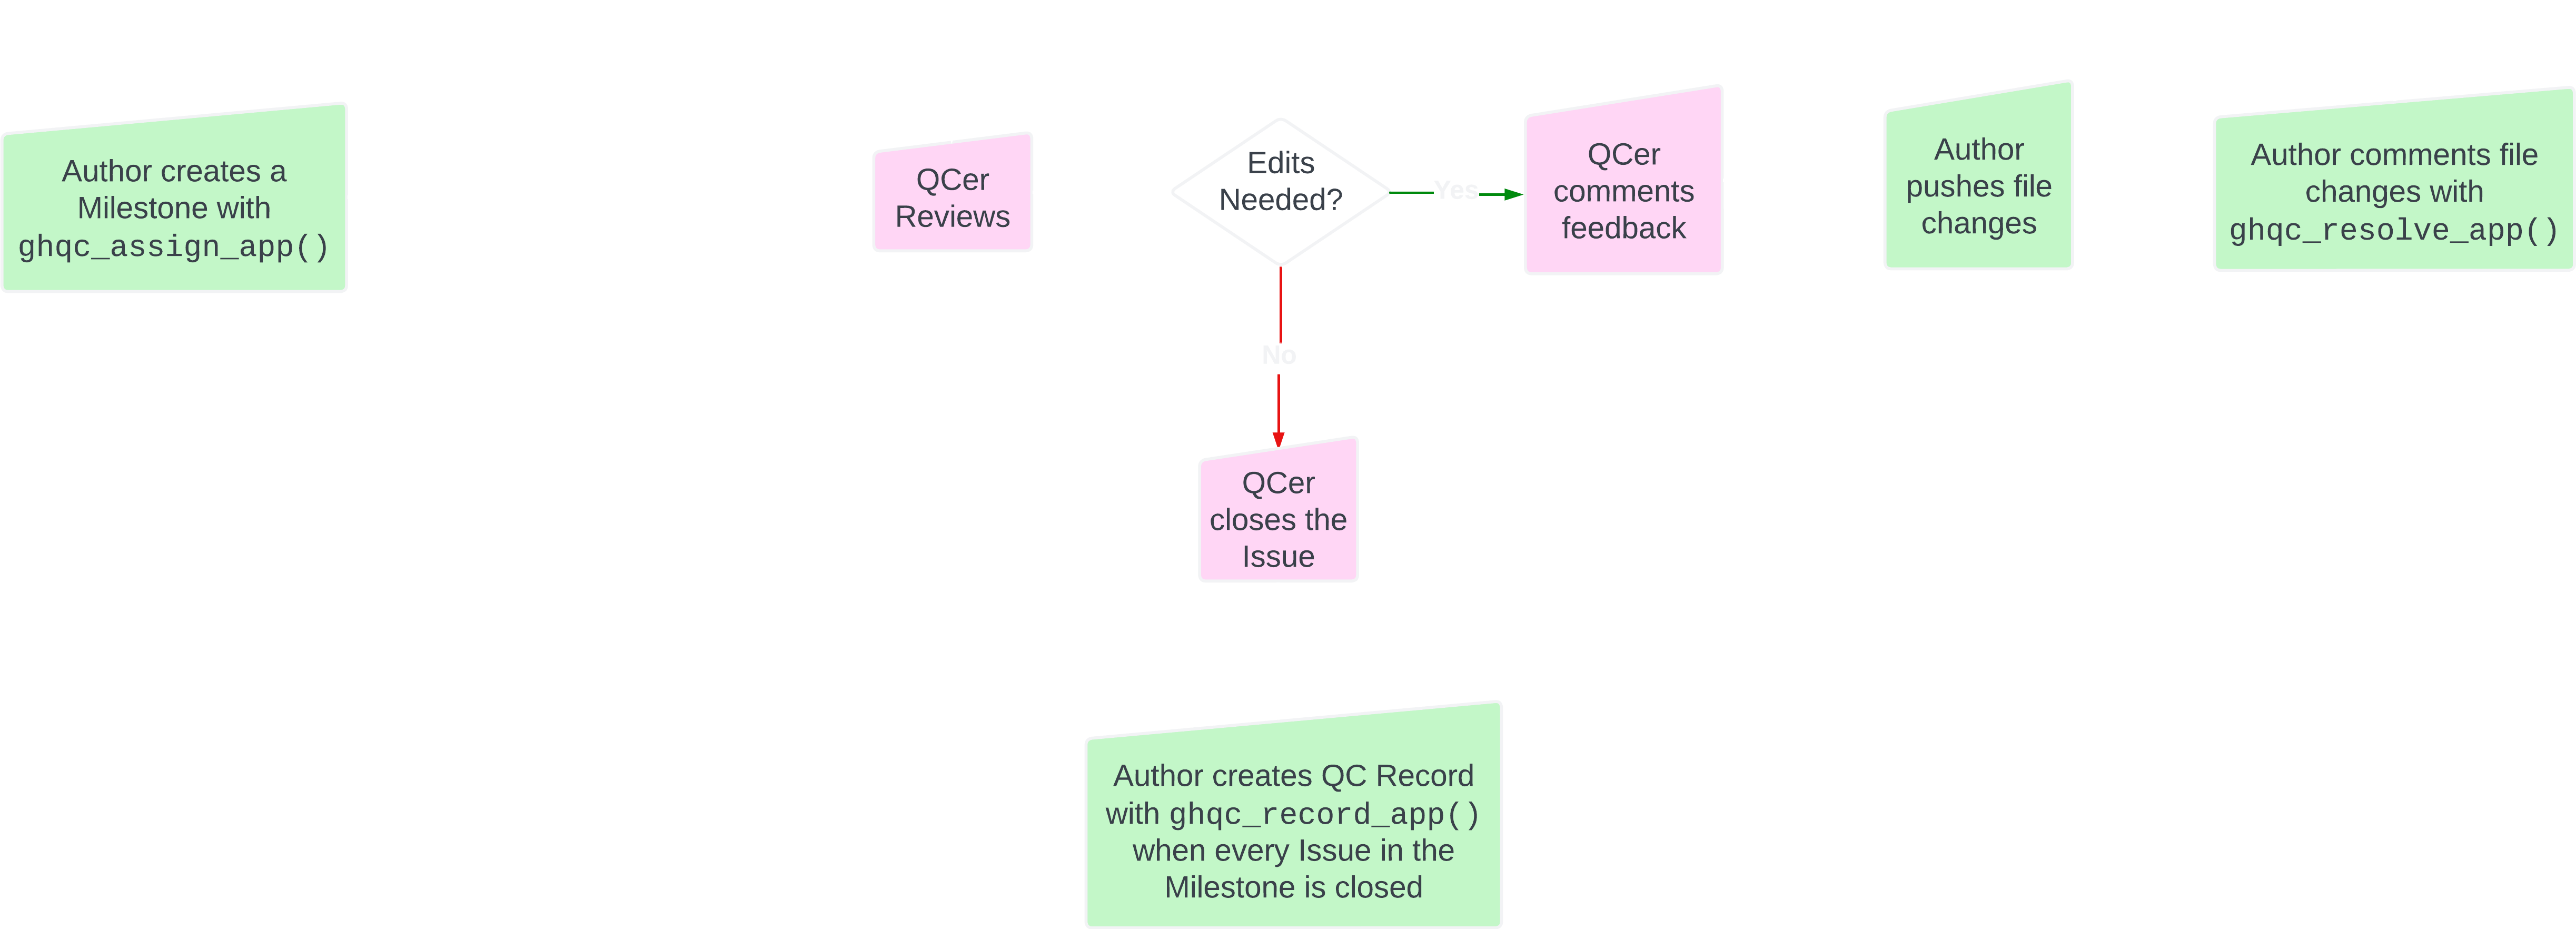 Author creates a
Milestone with
ghqc_assign_app()
QCer
Reviews
Edits
Needed?
Yes
QCer
comments
feedback
Author
pushes file
changes
Author comments file
changes with
ghqc_resolve_app()
No
QCer
closes the
Issue
Author creates QC Record
with ghqc_record_app()
when every Issue in the
Milestone is closed